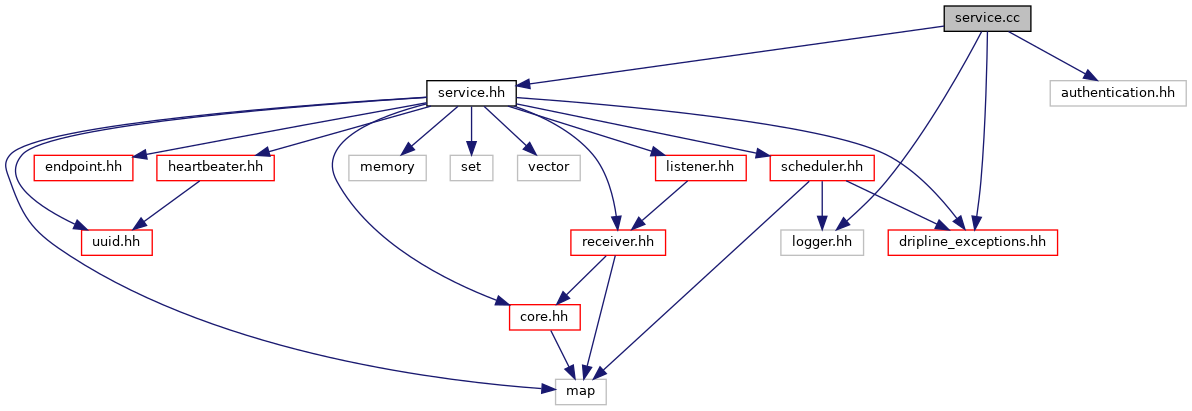 service.cc
service.hh
authentication.hh
endpoint.hh
heartbeater.hh
memory
set
vector
listener.hh
scheduler.hh
uuid.hh
receiver.hh
logger.hh
dripline_exceptions.hh
core.hh
map